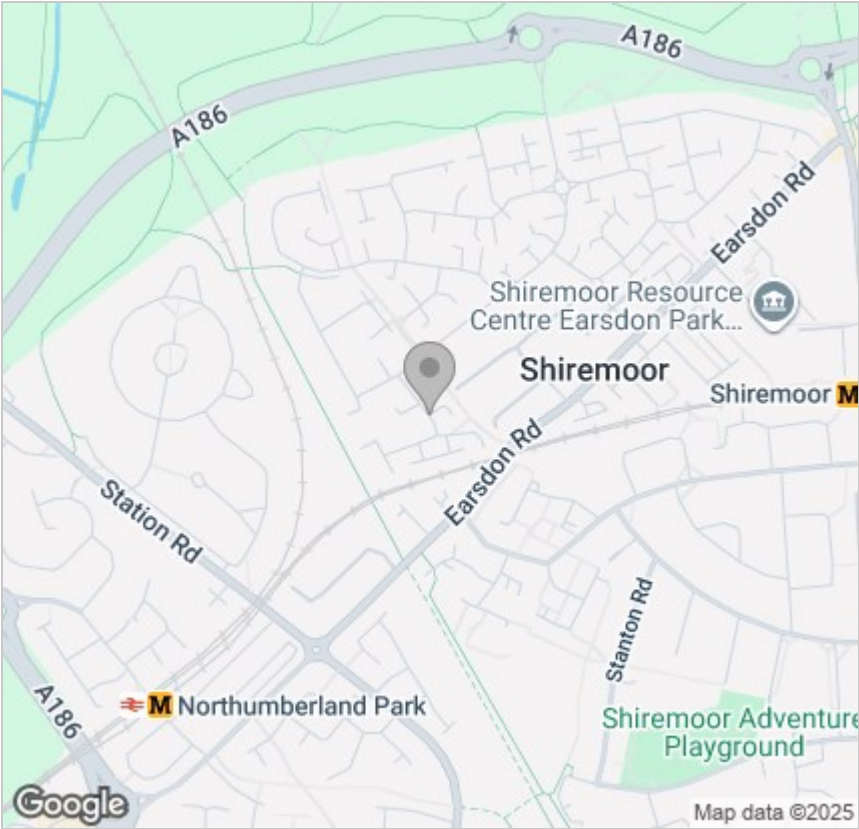 A186
A186
Earsdon Rd
Shiremoor Resource
Centre Earsdon Park...
Shiremoor
Shiremoor M
Earsdon Rd
Station Rd
Stanton Rd
A186
M Northumberland Park
Shiremoor Adventure
Playground
Google
Map data ©2025